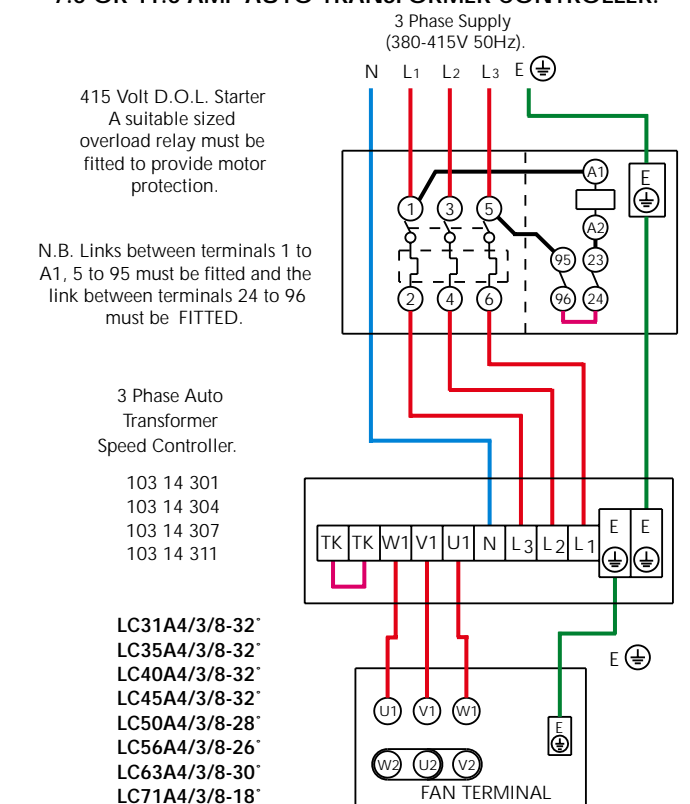 OR AMP AUTO TRANSFORMER CONTROLLER.
3 Phase Supply
(380-415V 50Hz).
N L1 L2 L3 E
415 Volt D.O.L. Starter
A suitable sized
overload relay must be
fitted to provide motor
protection.
A1 E
1 3 5
A2
N.B. Links between terminals 1 to
A1, 5 to 95 must be fitted and the
link between terminals 24 to 96
must be FITTED.
95 23
2 4 6 96 24
3 Phase Auto
Transformer
Speed Controller.
103 14 301
103 14 304
103 14 307
103 14 311
TK TK W1 V1 U1 N L3 L2 L1 E E
LC31A4/3/8-32°
LC35A4/3/8-32°
LC40A4/3/8-32°
LC45A4/3/8-32°
LC50A4/3/8-28°
LC56A4/3/8-26°
LC63A4/3/8-30°
LC71A4/3/8-18°
E
U1 V1 W1
E
W2 U2 V2
FAN TERMINAL